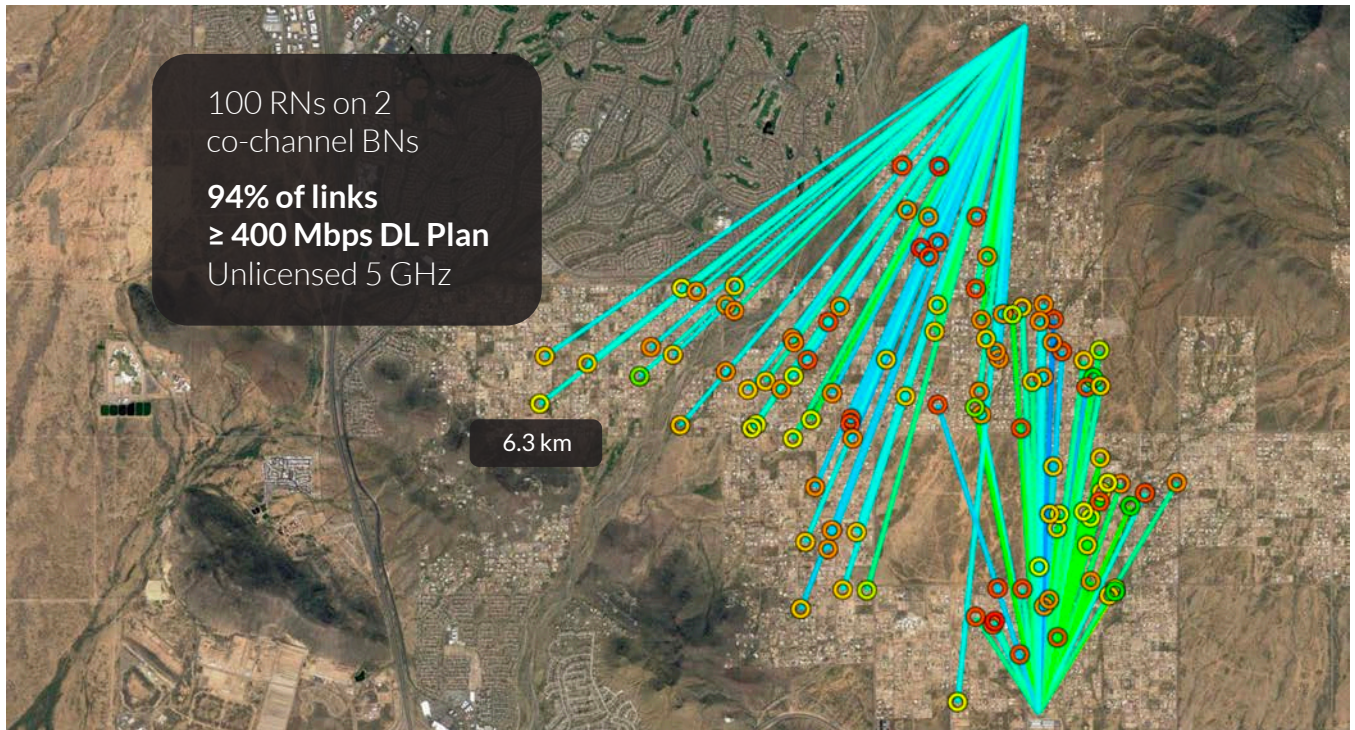 100 RNs on 2
co-channel BNs
94% of links
≥ 400 Mbps DL Plan
Unlicensed 5 GHz
6.3 km